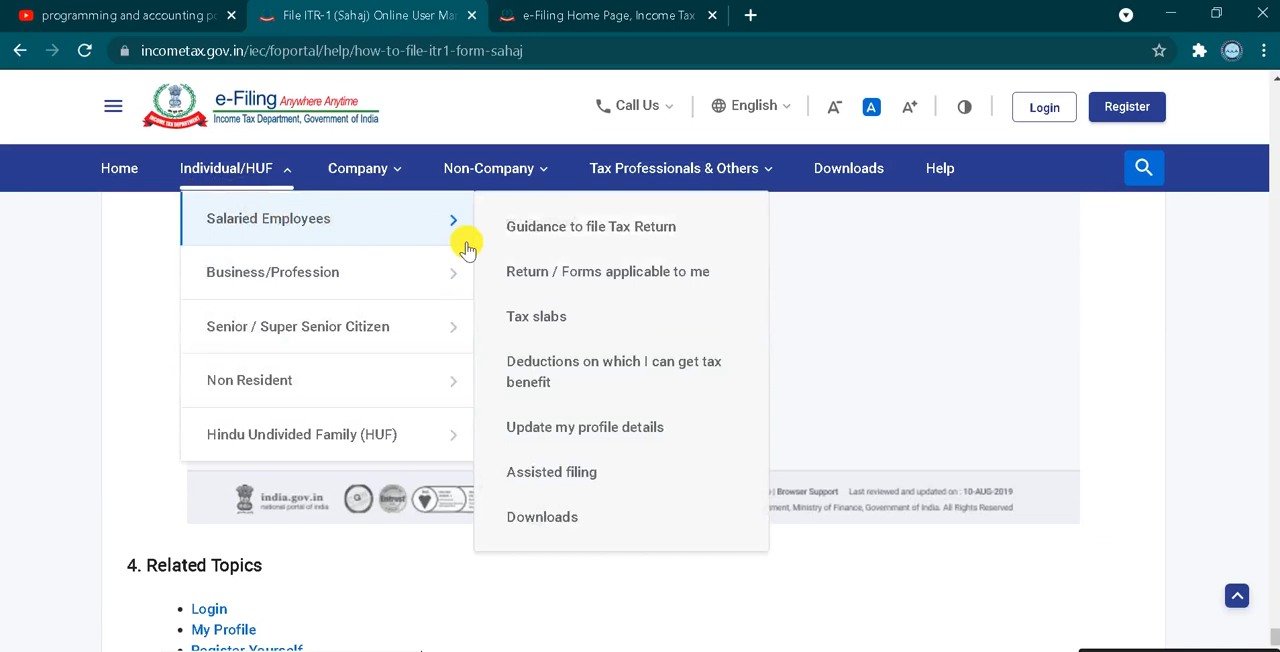 programming and accounting po
File ITR-1 (Sahaj) Online User Man
e-Filing Home Page, Income Tax
incometax.gov.in/iec/foportal/help/how-to-file-itr1-form-sahaj
e-Filing Anywhere Anytime
Income Tax Department, Government of India
Call Us
English
A-
A
A+
Login
Register
Home
Individual/HUF
Company
Non-Company
Tax Professionals & Others
Downloads
Help
Salaried Employees
Business/Profession
Senior / Super Senior Citizen
Non Resident
Hindu Undivided Family (HUF)
Guidance to file Tax Return
Return / Forms applicable to me
Tax slabs
Deductions on which I can get tax
benefit
Update my profile details
Assisted filing
Downloads
india.gov.in
national portal of India
Entrust
| Browser Support Last reviewed and updated on : 10-AUG-2019
ment, Ministry of Finance, Government of India. All Rights Reserved
4. Related Topics
• Login
• My Profile
• Register Yourself